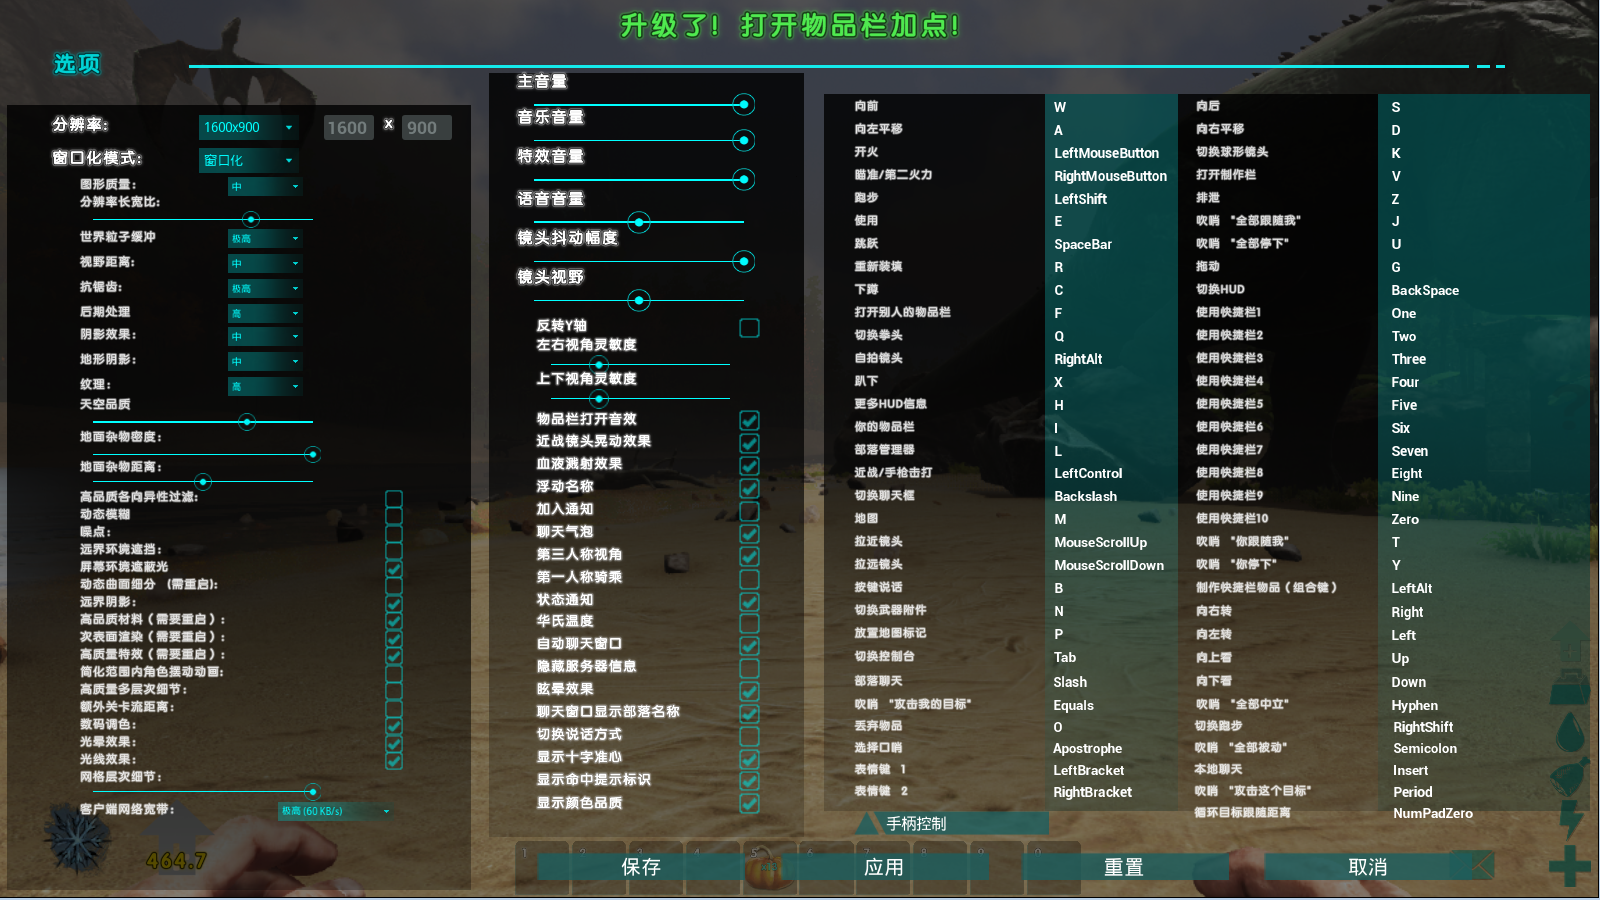 升级了！打开物品栏加点！
选项
分辨率: 1600x900 1600 X 900
窗口化模式: 窗口化
图形质量: 中
分辨率长宽比:
世界粒子缓冲 极高
视野距离: 中
抗锯齿: 极高
后期处理 高
阴影效果: 中
地形阴影: 中
纹理: 高
天空品质
地面杂物密度:
地面杂物距离:
高品质各向异性过滤:
动态模糊
噪点:
远界环境遮挡:
屏幕环境遮蔽光
动态曲面细分 (需重启):
远界阴影:
高品质材料（需要重启）:
次表面渲染（需要重启）:
高质量特效（需要重启）:
简化范围内角色摆动动画:
高质量多层次细节:
额外关卡流距离:
数码调色:
光晕效果:
光线效果:
网格层次细节:
客户端网络宽带: 极高 (60 KB/s)
464.7
主音量
音乐音量
特效音量
语音音量
镜头抖动幅度
镜头视野
反转Y轴
左右视角灵敏度
上下视角灵敏度
物品栏打开音效
近战镜头晃动效果
血液溅射效果
浮动名称
加入通知
聊天气泡
第三人称视角
第一人称骑乘
状态通知
华氏温度
自动聊天窗口
隐藏服务器信息
眩晕效果
聊天窗口显示部落名称
切换说话方式
显示十字准心
显示命中提示标识
显示颜色品质
向前 W 向后 S
向左平移 A 向右平移 D
开火 LeftMouseButton 切换球形镜头 K
瞄准/第二火力 RightMouseButton 打开制作栏 V
跑步 LeftShift 排泄 Z
使用 E 吹哨 "全部跟随我" J
跳跃 SpaceBar 吹哨 "全部停下" U
重新装填 R 拖动 G
下蹲 C 切换HUD BackSpace
打开别人的物品栏 F 使用快捷栏1 One
切换拳头 Q 使用快捷栏2 Two
自拍镜头 RightAlt 使用快捷栏3 Three
趴下 X 使用快捷栏4 Four
更多HUD信息 H 使用快捷栏5 Five
你的物品栏 I 使用快捷栏6 Six
部落管理器 L 使用快捷栏7 Seven
近战/手枪击打 LeftControl 使用快捷栏8 Eight
切换聊天框 Backslash 使用快捷栏9 Nine
地图 M 使用快捷栏10 Zero
拉近镜头 MouseScrollUp 吹哨 "你跟随我" T
拉远镜头 MouseScrollDown 吹哨 "你停下" Y
按键说话 B 制作快捷栏物品（组合键） LeftAlt
切换武器附件 N 向右转 Right
放置地图标记 P 向左转 Left
切换控制台 Tab 向上看 Up
部落聊天 Slash 向下看 Down
吹哨 "攻击我的目标" Equals 吹哨 "全部中立" Hyphen
丢弃物品 O 切换跑步 RightShift
选择口哨 Apostrophe 吹哨 "全部被动" Semicolon
表情键 1 LeftBracket 本地聊天 Insert
表情键 2 RightBracket 吹哨 "攻击这个目标" Period
循环目标跟随距离 NumPadZero
手柄控制
1 2 3 4 5 6 7 8 9 0
保存 应用 重置 取消